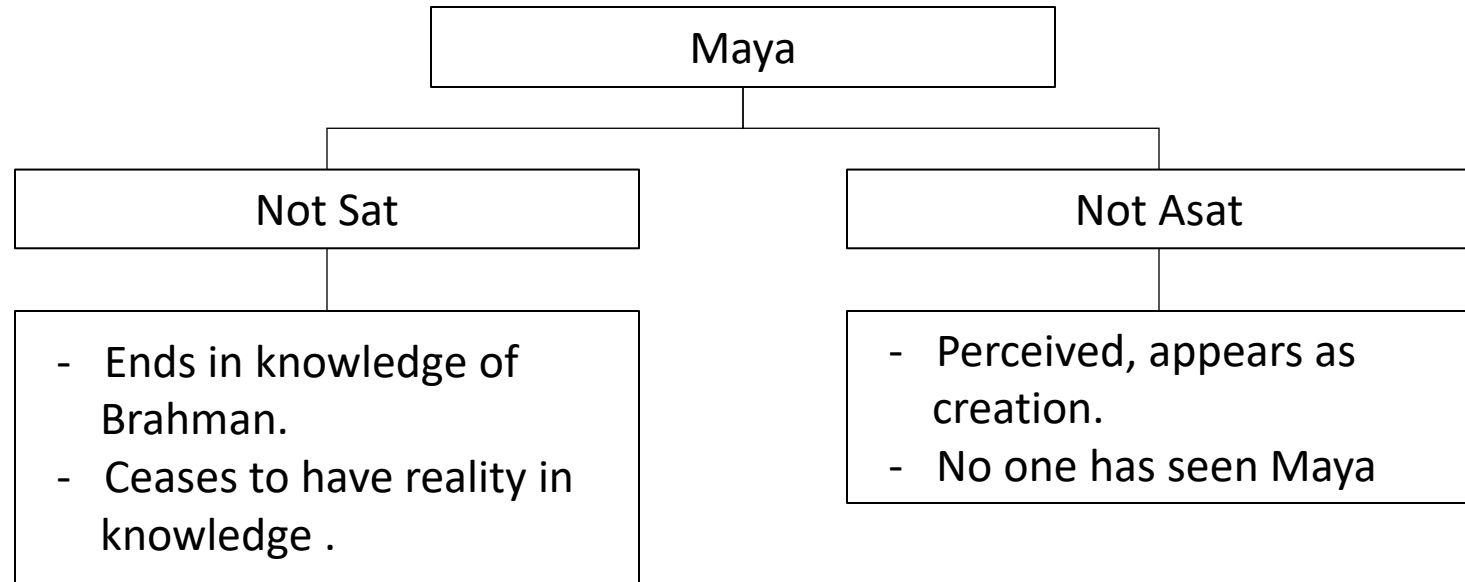 Maya
Not Sat
- Ends in knowledge of
Brahman.
- Ceases to have reality in
knowledge .
Not Asat
- Perceived, appears as
creation.
- No one has seen Maya